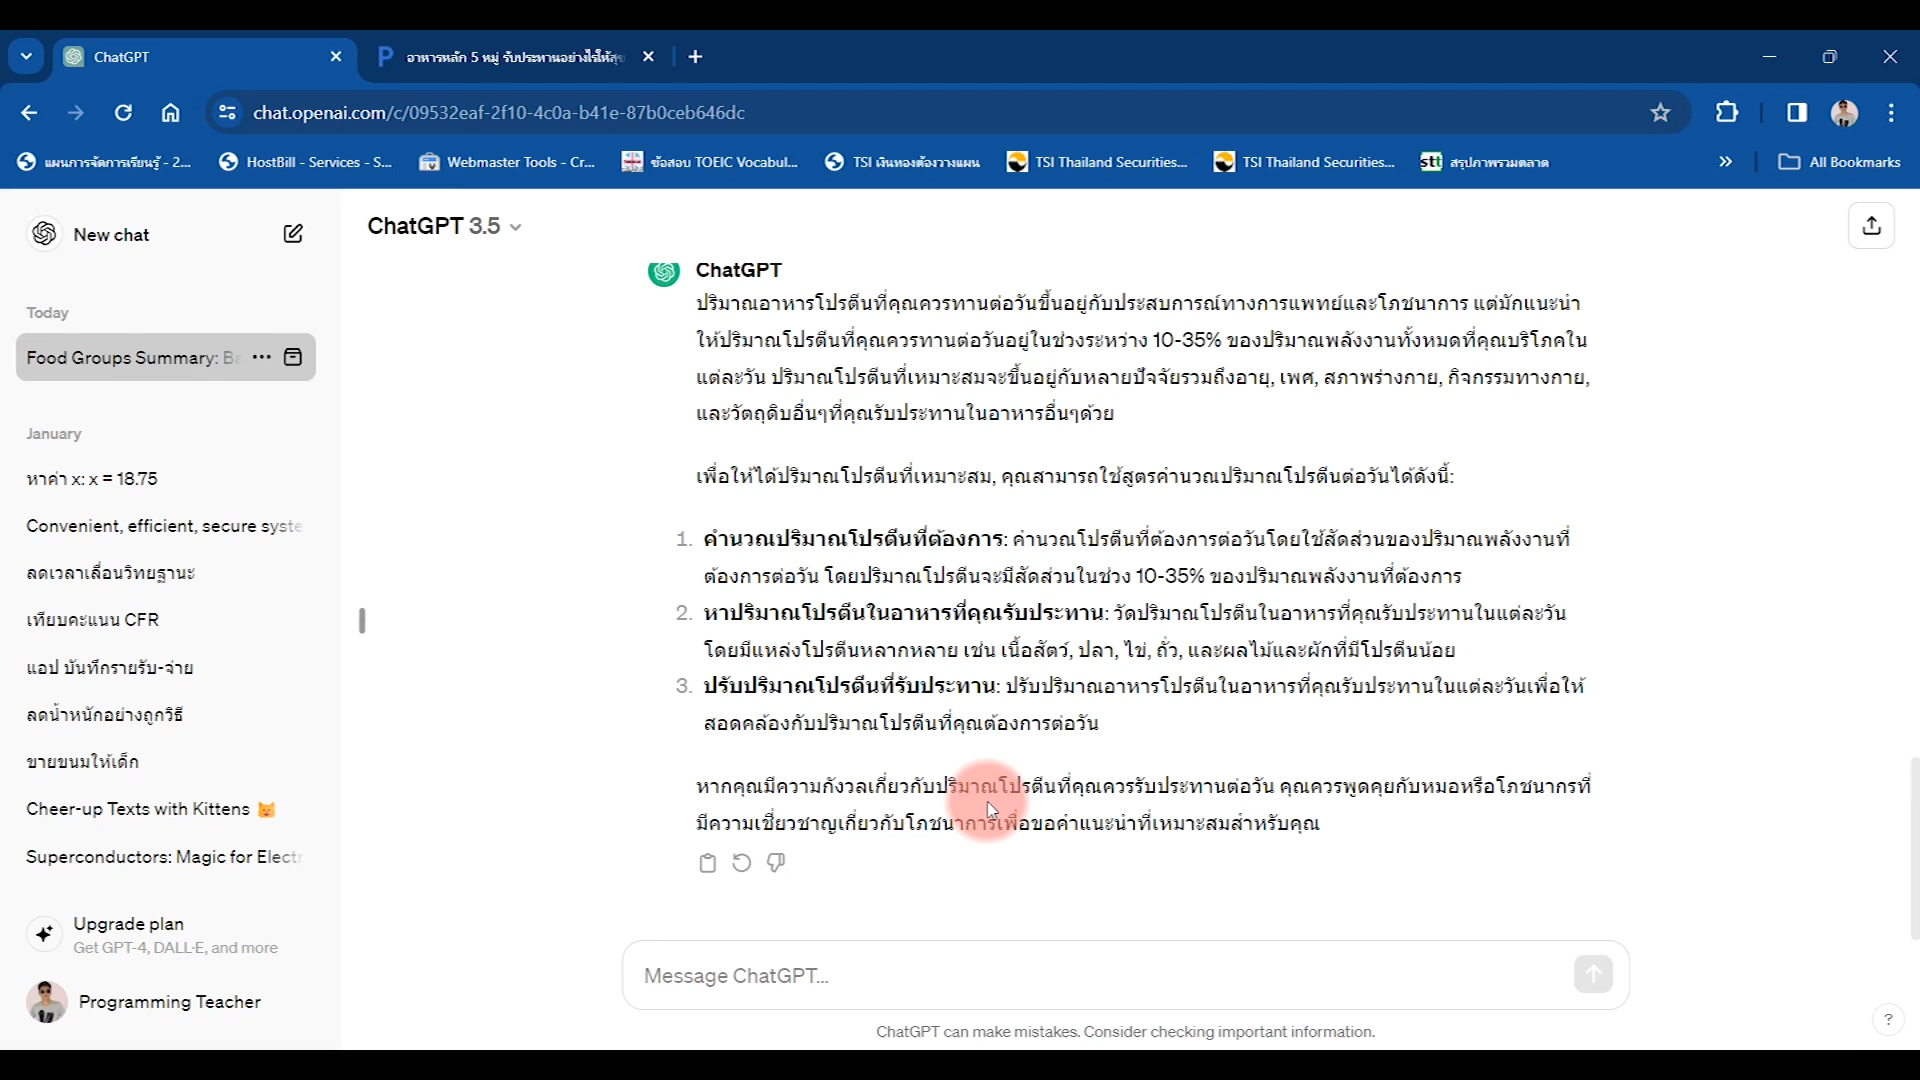 ChatGPT
อาหารหลัก 5 หมู่ รับประทานอย่างไรให้สุข
chat.openai.com/c/09532eaf-2f10-4c0a-b41e-87b0ceb646dc
แผนการจัดการเรียนรู้ - 2...
HostBill - Services - S...
Webmaster Tools - Cr...
ข้อสอบ TOEIC Vocabul...
TSI เงินทองต้องวางแผน
TSI Thailand Securities...
TSI Thailand Securities...
stt สรุปภาพรวมตลาด
All Bookmarks
New chat
ChatGPT 3.5
Today
Food Groups Summary: Ba
January
หาค่า x: x = 18.75
Convenient, efficient, secure syste
ลดเวลาเลื่อนวิทยฐานะ
เทียบคะแนน CFR
แอป บันทึกรายรับ-จ่าย
ลดน้ำหนักอย่างถูกวิธี
ขายขนมให้เด็ก
Cheer-up Texts with Kittens 😺
Superconductors: Magic for Electr
Upgrade plan
Get GPT-4, DALL·E, and more
Programming Teacher
ChatGPT
ปริมาณอาหารโปรตีนที่คุณควรทานต่อวันขึ้นอยู่กับประสบการณ์ทางการแพทย์และโภชนาการ แต่มักแนะนำ
ให้ปริมาณโปรตีนที่คุณควรทานต่อวันอยู่ในช่วงระหว่าง 10-35% ของปริมาณพลังงานทั้งหมดที่คุณบริโภคใน
แต่ละวัน ปริมาณโปรตีนที่เหมาะสมจะขึ้นอยู่กับหลายปัจจัยรวมถึงอายุ, เพศ, สภาพร่างกาย, กิจกรรมทางกาย,
และวัตถุดิบอื่นๆที่คุณรับประทานในอาหารอื่นๆด้วย
เพื่อให้ได้ปริมาณโปรตีนที่เหมาะสม, คุณสามารถใช้สูตรคำนวณปริมาณโปรตีนต่อวันได้ดังนี้:
1. คำนวณปริมาณโปรตีนที่ต้องการ: คำนวณโปรตีนที่ต้องการต่อวันโดยใช้สัดส่วนของปริมาณพลังงานที่
ต้องการต่อวัน โดยปริมาณโปรตีนจะมีสัดส่วนในช่วง 10-35% ของปริมาณพลังงานที่ต้องการ
2. หาปริมาณโปรตีนในอาหารที่คุณรับประทาน: วัดปริมาณโปรตีนในอาหารที่คุณรับประทานในแต่ละวัน
โดยมีแหล่งโปรตีนหลากหลาย เช่น เนื้อสัตว์, ปลา, ไข่, ถั่ว, และผลไม้และผักที่มีโปรตีนน้อย
3. ปรับปริมาณโปรตีนที่รับประทาน: ปรับปริมาณอาหารโปรตีนในอาหารที่คุณรับประทานในแต่ละวันเพื่อให้
สอดคล้องกับปริมาณโปรตีนที่คุณต้องการต่อวัน
หากคุณมีความกังวลเกี่ยวกับปริมาณโปรตีนที่คุณควรรับประทานต่อวัน คุณควรพูดคุยกับหมอหรือโภชนากรที่
มีความเชี่ยวชาญเกี่ยวกับโภชนาการเพื่อขอคำแนะนำที่เหมาะสมสำหรับคุณ
Message ChatGPT...
ChatGPT can make mistakes. Consider checking important information.
?